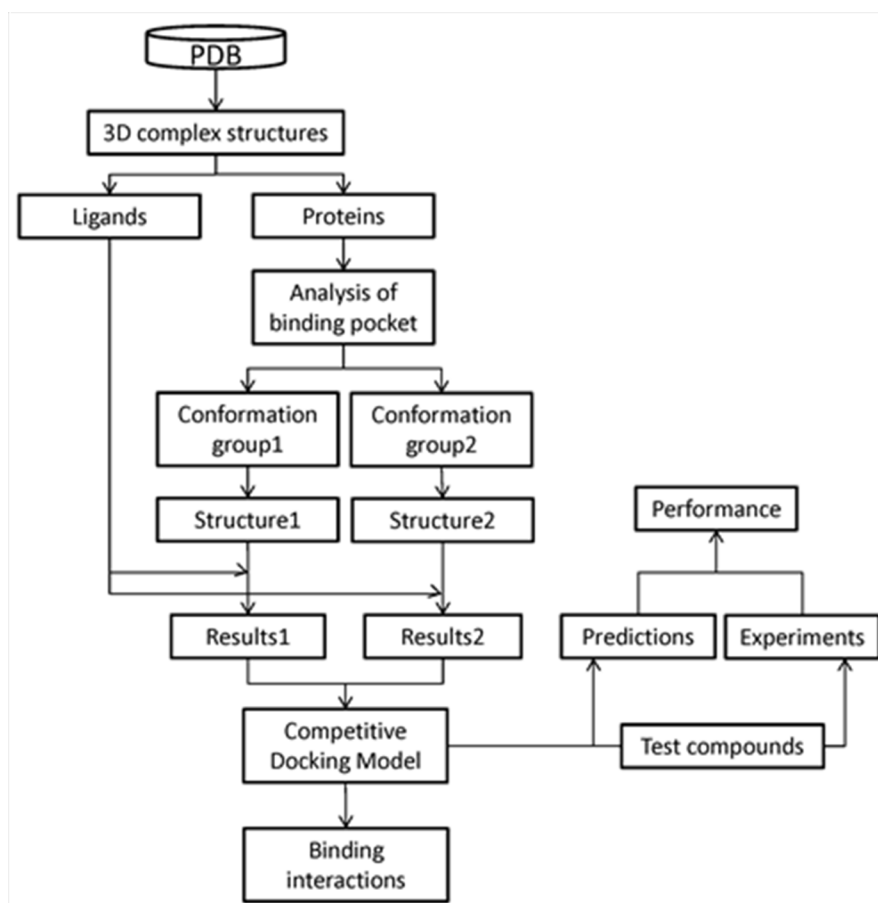 PDB
3D complex structures
Ligands
Proteins
Analysis of
binding pocket
Conformation
group1
Conformation
group2
Structure1
Structure2
Performance
Results1
Results2
Predictions
Experiments
Competitive
Docking Model
Test compounds
Binding
interactions